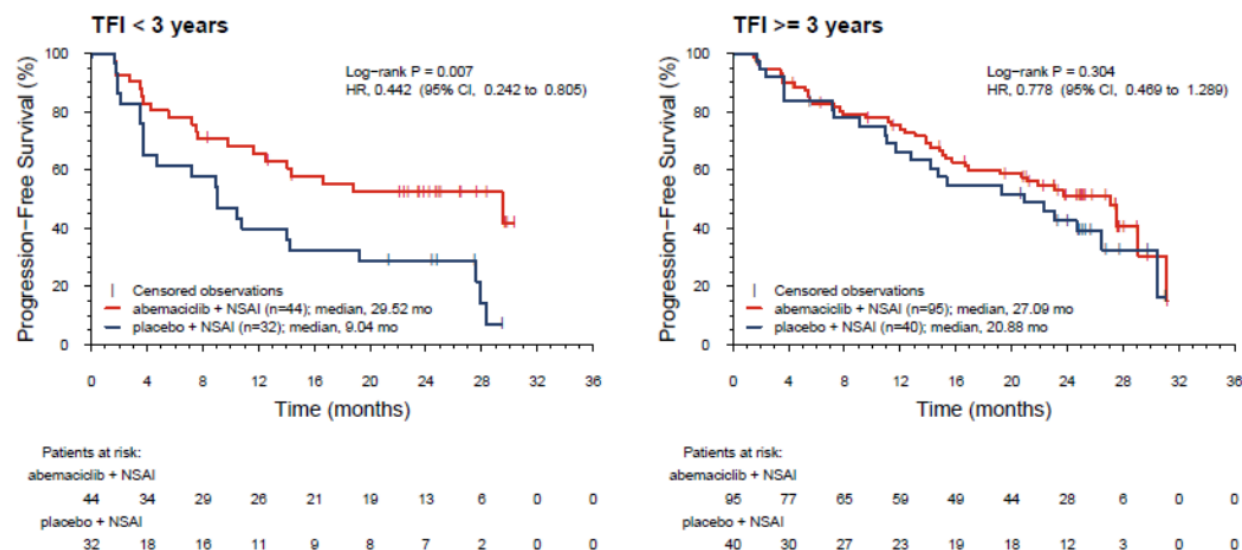 TFI < 3 years
Progression−Free Survival (%)
100
80
60
40
20
0
Log−rank P = 0.007
HR, 0.442 (95% CI, 0.242 to 0.805)
Censored observations
abemaciclib + NSAI (n=44); median, 29.52 mo
placebo + NSAI (n=32); median, 9.04 mo
0 4 8 12 16 20 24 28 32 36
Time (months)
Patients at risk:
abemaciclib + NSAI
44 34 29 26 21 19 13 6 0 0
placebo + NSAI
32 18 16 11 9 8 7 2 0 0
TFI >= 3 years
Progression−Free Survival (%)
100
80
60
40
20
0
Log−rank P = 0.304
HR, 0.778 (95% CI, 0.469 to 1.289)
Censored observations
abemaciclib + NSAI (n=95); median, 27.09 mo
placebo + NSAI (n=40); median, 20.88 mo
0 4 8 12 16 20 24 28 32 36
Time (months)
Patients at risk:
abemaciclib + NSAI
95 77 65 59 49 44 28 6 0 0
placebo + NSAI
40 30 27 23 19 18 12 3 0 0